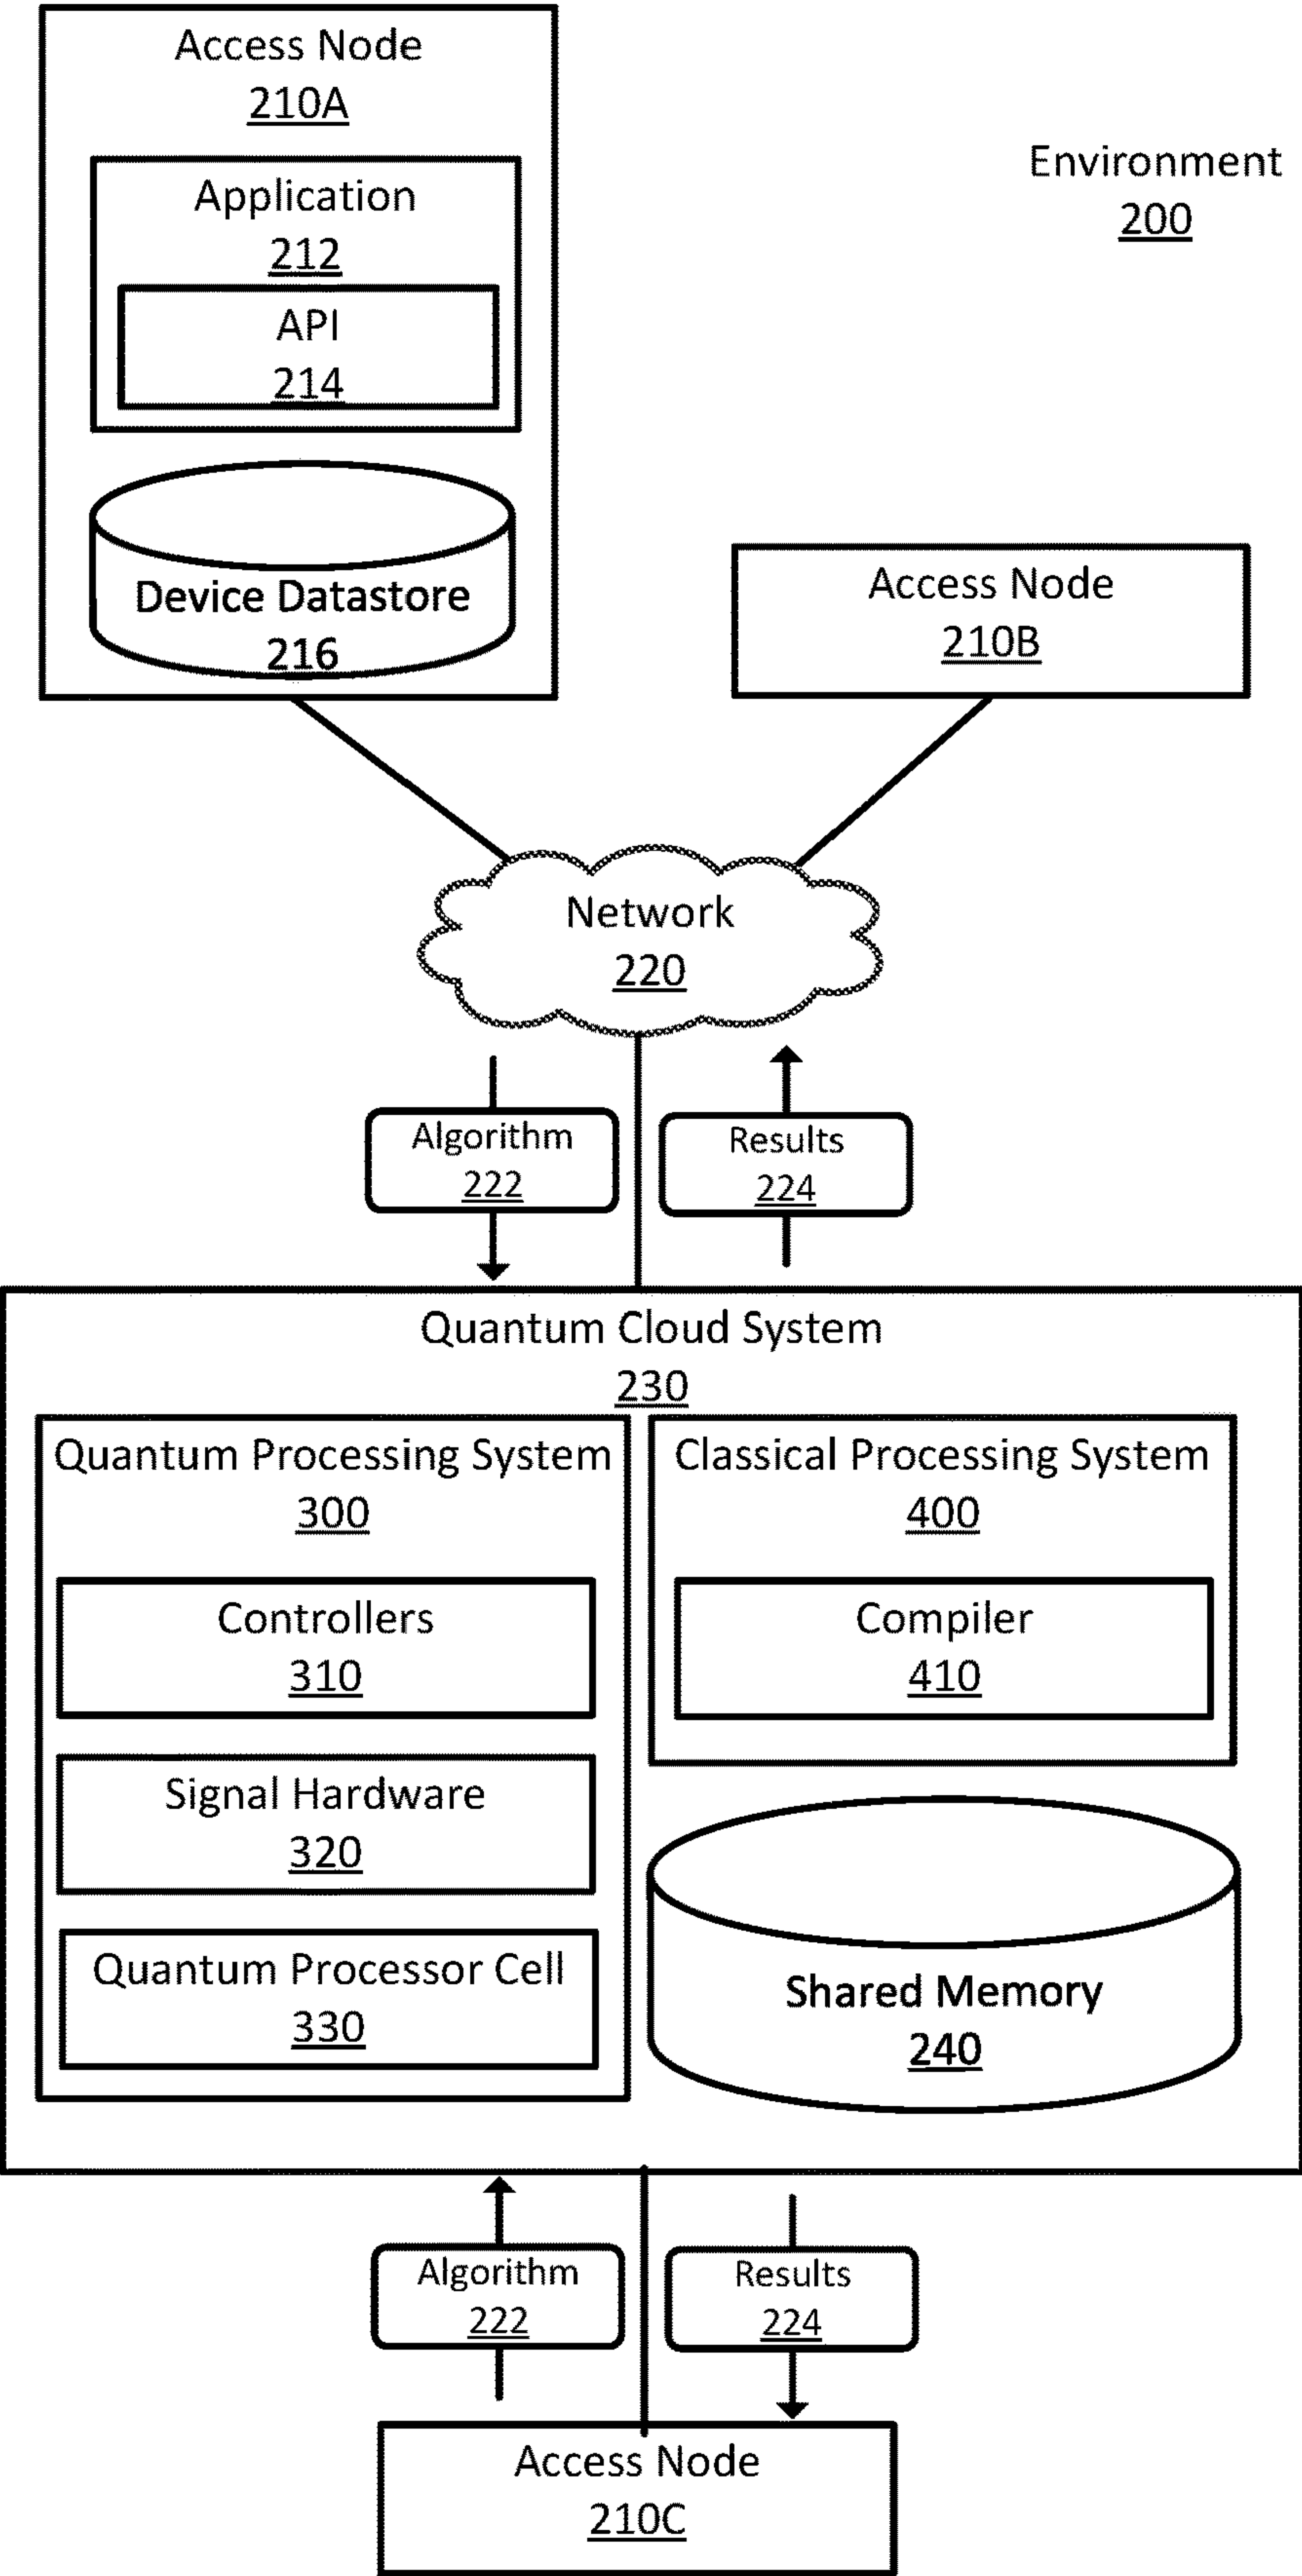 Access Node
210A
Environment
200
Application
212
API
214
Device Datastore
216
Access Node
210B
Network
220
Algorithm
222
Results
224
Quantum Cloud System
230
Quantum Processing System
300
Controllers
310
Signal Hardware
320
Quantum Processor Cell
330
Classical Processing System
400
Compiler
410
Shared Memory
240
Algorithm
222
Results
224
Access Node
210C